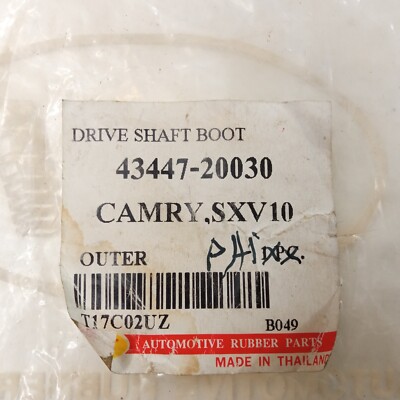 DRIVE SHAFT BOOT
43447-20030
CAMRY,SXV10
OUTER
T17C02UZ B049
AUTOMOTIVE RUBBER PARTS
MADE IN THAILAND